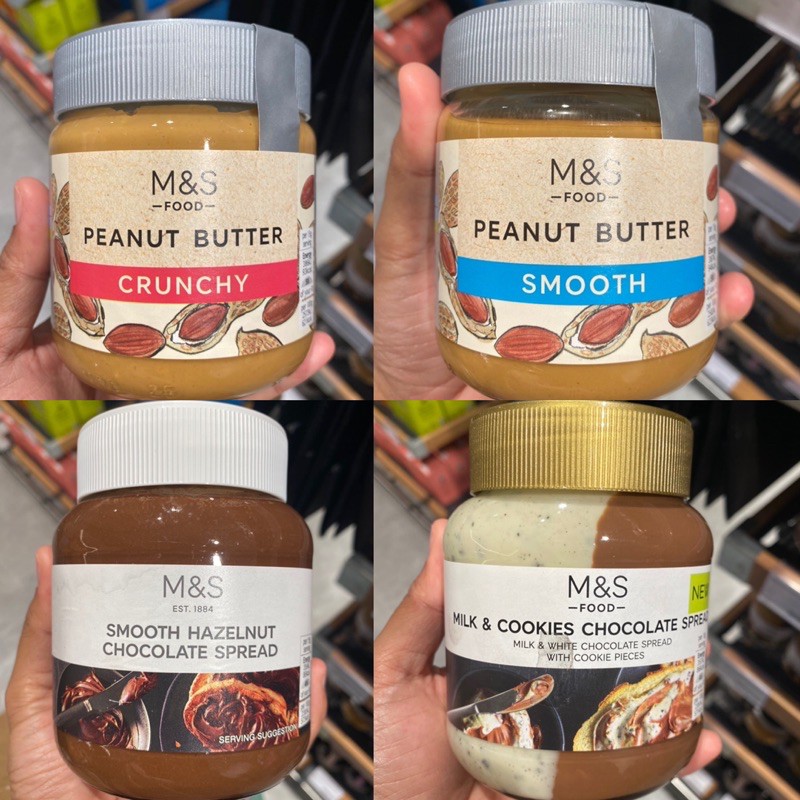 M&S
FOOD
PEANUT BUTTER
CRUNCHY
M&S
FOOD
PEANUT BUTTER
SMOOTH
M&S
EST. 1884
SMOOTH HAZELNUT
CHOCOLATE SPREAD
SERVING SUGGESTION
M&S
FOOD
NEW
MILK & COOKIES CHOCOLATE SPREAD
MILK & WHITE CHOCOLATE SPREAD
WITH COOKIE PIECES